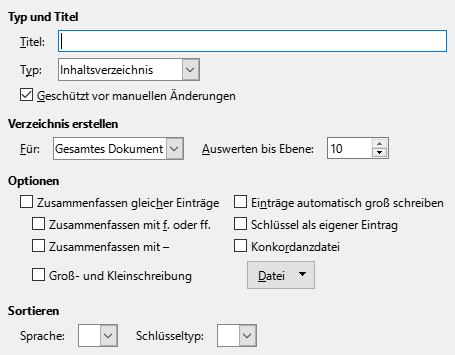 Typ und Titel
Titel:
Typ: Inhaltsverzeichnis
Geschützt vor manuellen Änderungen
Verzeichnis erstellen
Für: Gesamtes Dokument Auswerten bis Ebene: 10
Optionen
Zusammenfassen gleicher Einträge Einträge automatisch groß schreiben
Zusammenfassen mit f. oder ff. Schlüssel als eigener Eintrag
Zusammenfassen mit – Konkordanzdatei
Groß- und Kleinschreibung Datei
Sortieren
Sprache: Schlüsseltyp: